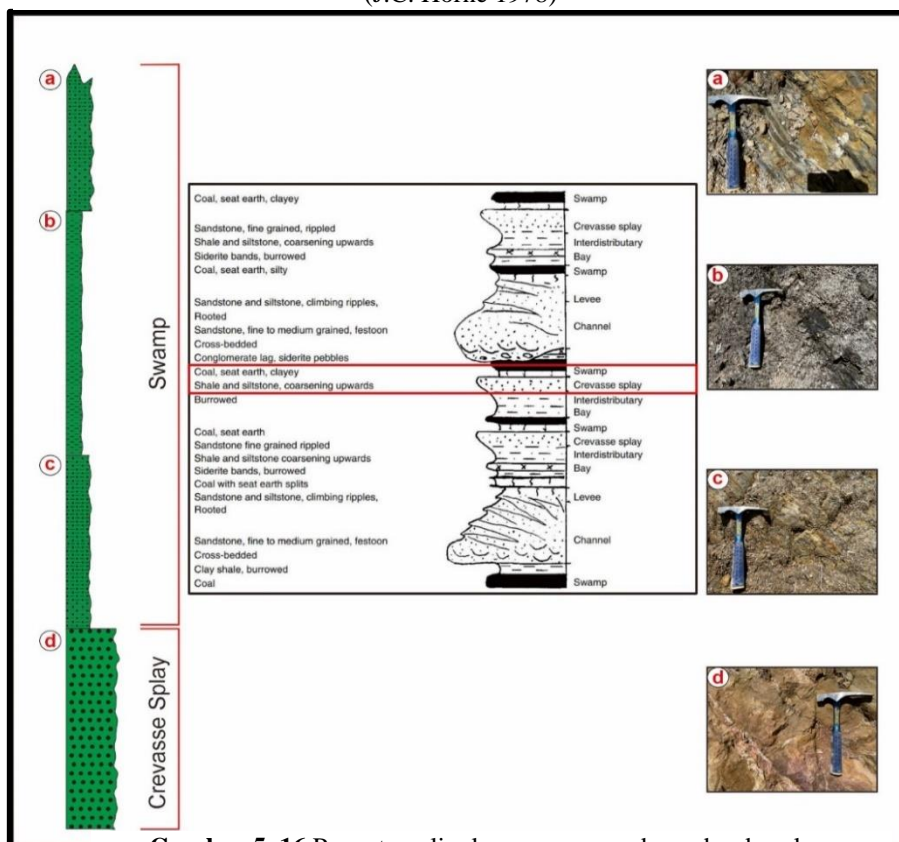 (J.C. Horne 1978)
a
b
c
d
Swamp
Crevasse Splay
Coal, seat earth, clayey
Swamp
Sandstone, fine grained, rippled
Crevasse splay
Shale and siltstone, coarsening upwards
Interdistributary
Siderite bands, burrowed
Bay
Coal, seat earth, silty
Swamp
Sandstone and siltstone, climbing ripples,
Levee
Rooted
Sandstone, fine to medium grained, festoon
Channel
Cross-bedded
Conglomerate lag, siderite pebbles
Coal, seat earth, clayey
Swamp
Shale and siltstone, coarsening upwards
Crevasse splay
Burrowed
Interdistributary
Bay
Coal, seat earth
Swamp
Sandstone fine grained rippled
Crevasse splay
Shale and siltstone coarsening upwards
Interdistributary
Siderite bands, burrowed
Bay
Coal with seat earth splits
Sandstone and siltstone, climbing ripples,
Levee
Rooted
Sandstone, fine to medium grained, festoon
Channel
Cross-bedded
Clay shale, burrowed
Coal
Swamp
a
b
c
d
5. 16